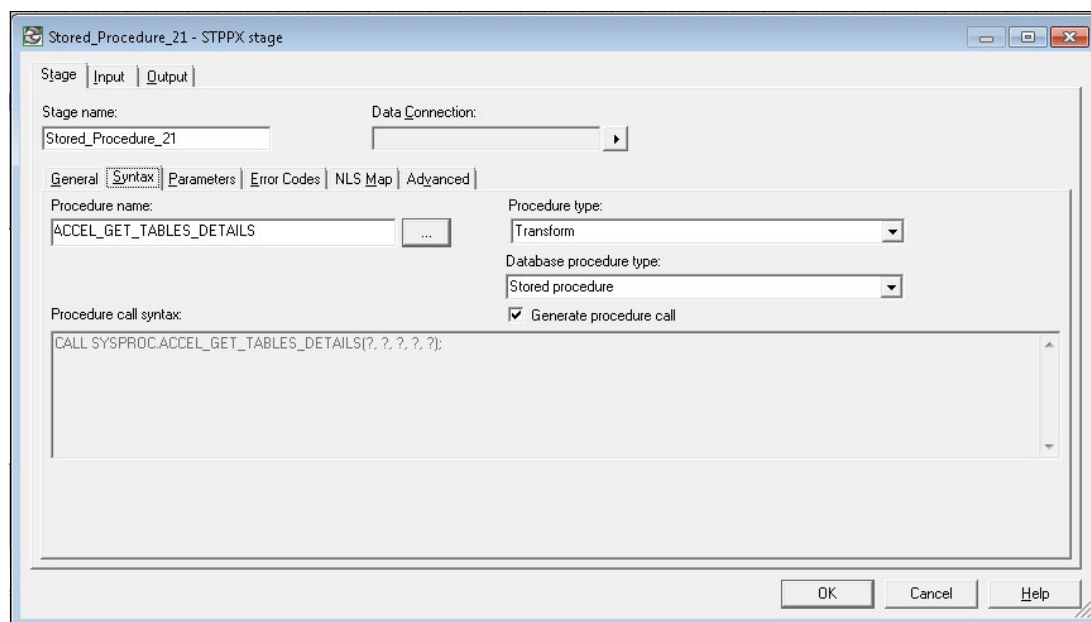 Stored_Procedure_21 - STPPX stage
Stage Input Output
Stage name: Data Connection:
Stored_Procedure_21
General Syntax Parameters Error Codes NLS Map Advanced
Procedure name: Procedure type:
ACCEL_GET_TABLES_DETAILS ... Transform
Database procedure type:
Stored procedure
Procedure call syntax: Generate procedure call
CALL SYSPROC.ACCEL_GET_TABLES_DETAILS(?, ?, ?, ?, ?);
OK Cancel Help